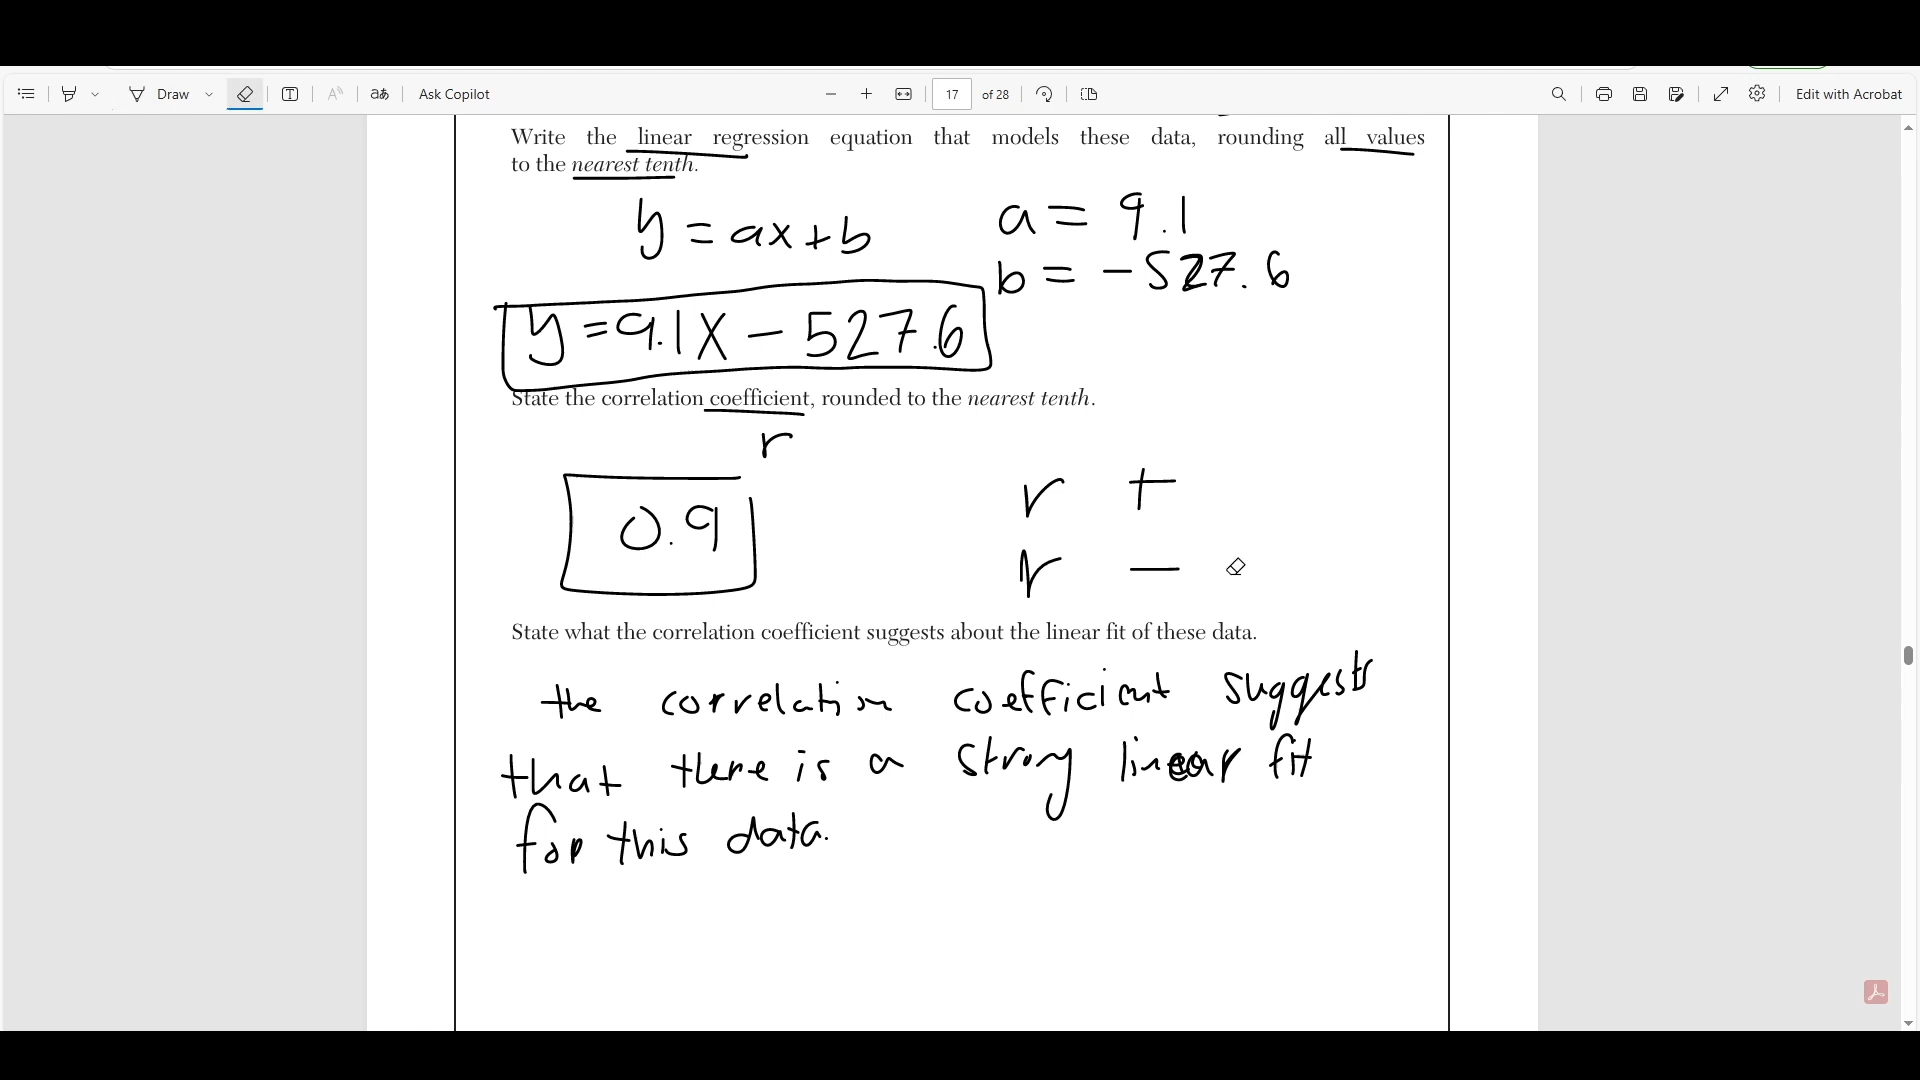 Draw
Ask Copilot
17 of 28
Edit with Acrobat
Write the linear regression equation that models these data, rounding all values
to the nearest tenth.
y = ax + b
a = 9.1
b = -527.6
y = 9.1x - 527.6
State the correlation coefficient, rounded to the nearest tenth.
r
0.9
r +
r -
State what the correlation coefficient suggests about the linear fit of these data.
the correlation coefficient suggests
that there is a strong linear fit
for this data.